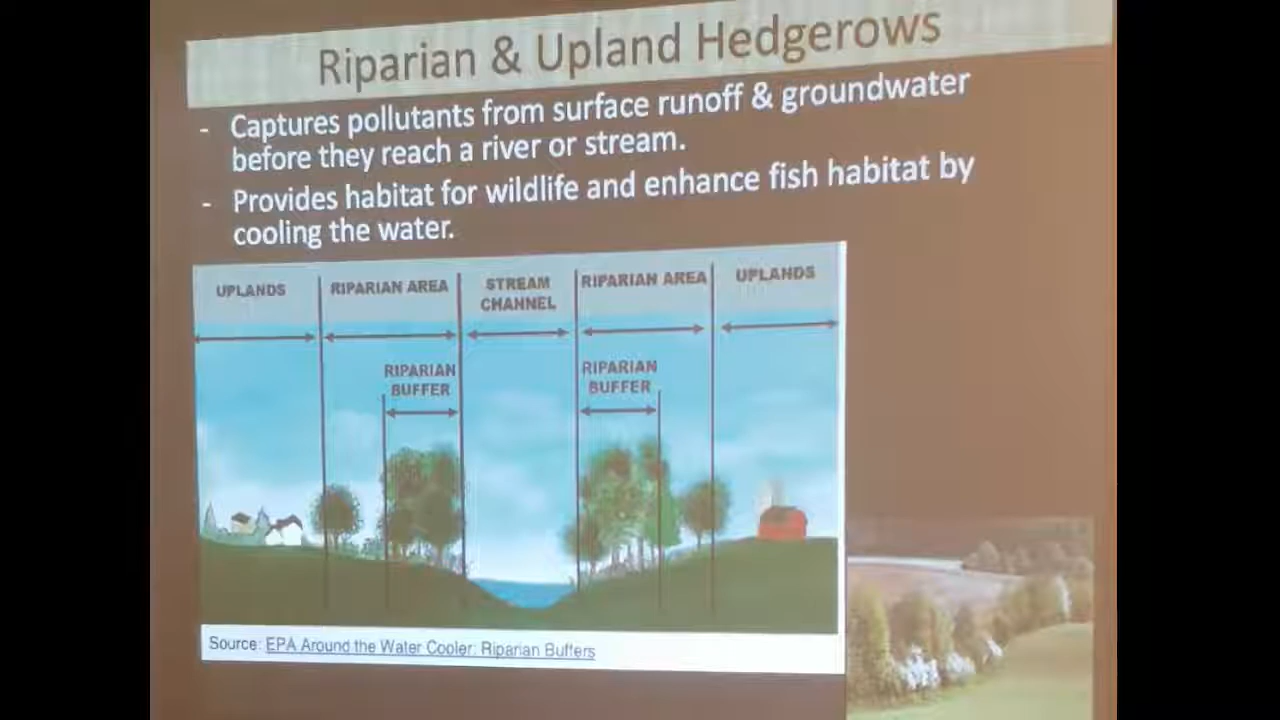 Riparian & Upland Hedgerows
- Captures pollutants from surface runoff & groundwater
before they reach a river or stream.
- Provides habitat for wildlife and enhance fish habitat by
cooling the water.
UPLANDS
RIPARIAN AREA
STREAM
CHANNEL
RIPARIAN AREA
UPLANDS
RIPARIAN
BUFFER
RIPARIAN
BUFFER
Source: EPA Around the Water Cooler: Riparian Buffers